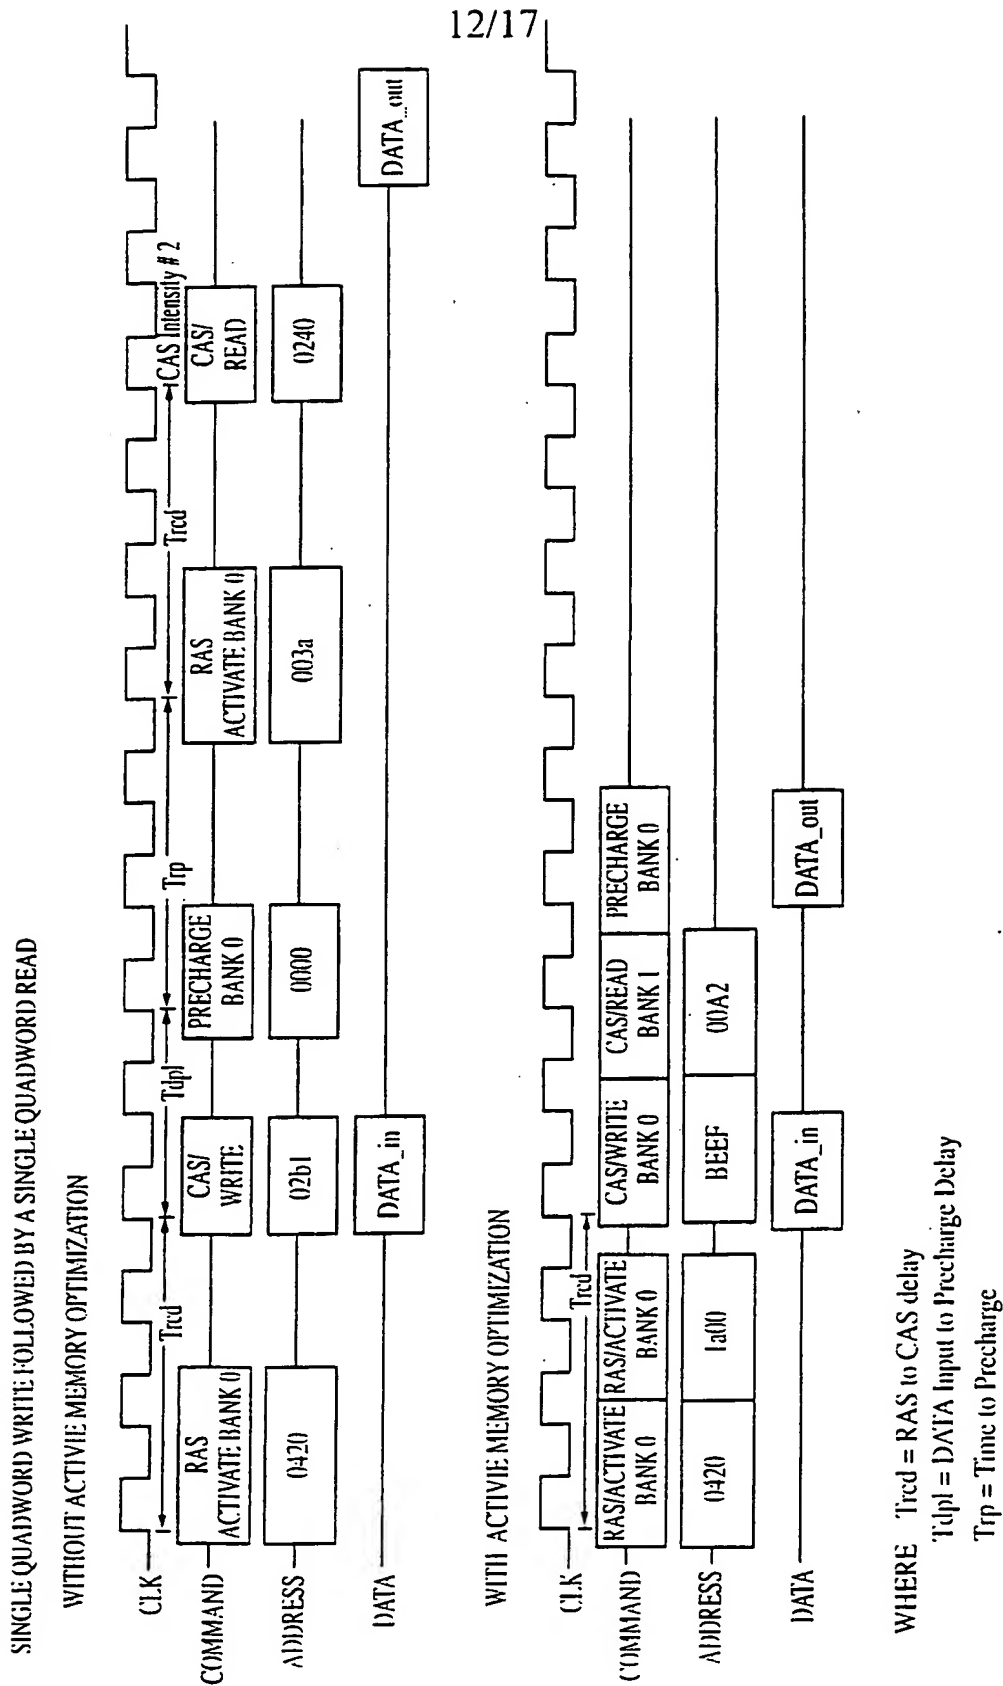 12/17
SINGLE QUADWORD WRITE FOLLOWED BY A SINGLE QUADWORD READ
WITHOUT ACTIVIE MEMORY OPTIMIZATION
CLK
Trcd
Tdpl
Trp
Trcd
CAS Intensity # 2
COMMAND
RAS
ACTIVATE BANK 0
CAS/
WRITE
PRECHARGE
BANK 0
RAS
ACTIVATE BANK 0
CAS/
READ
ADDRESS
0420
02b1
0000
003a
0240
DATA
DATA_in
DATA_out
WITH ACTIVIE MEMORY OPTIMIZATION
CLK
Trcd
COMMAND
RAS/ACTIVATE
BANK 0
RAS/ACTIVATE
BANK 0
CAS/WRITE
BANK 0
CAS/READ
BANK 1
PRECHARGE
BANK 0
ADDRESS
0420
1a00
BEEF
00A2
DATA
DATA_in
DATA_out
WHERE Trcd = RAS to CAS delay
Tdpl = DATA Input to Precharge Delay
Trp = Time to Precharge